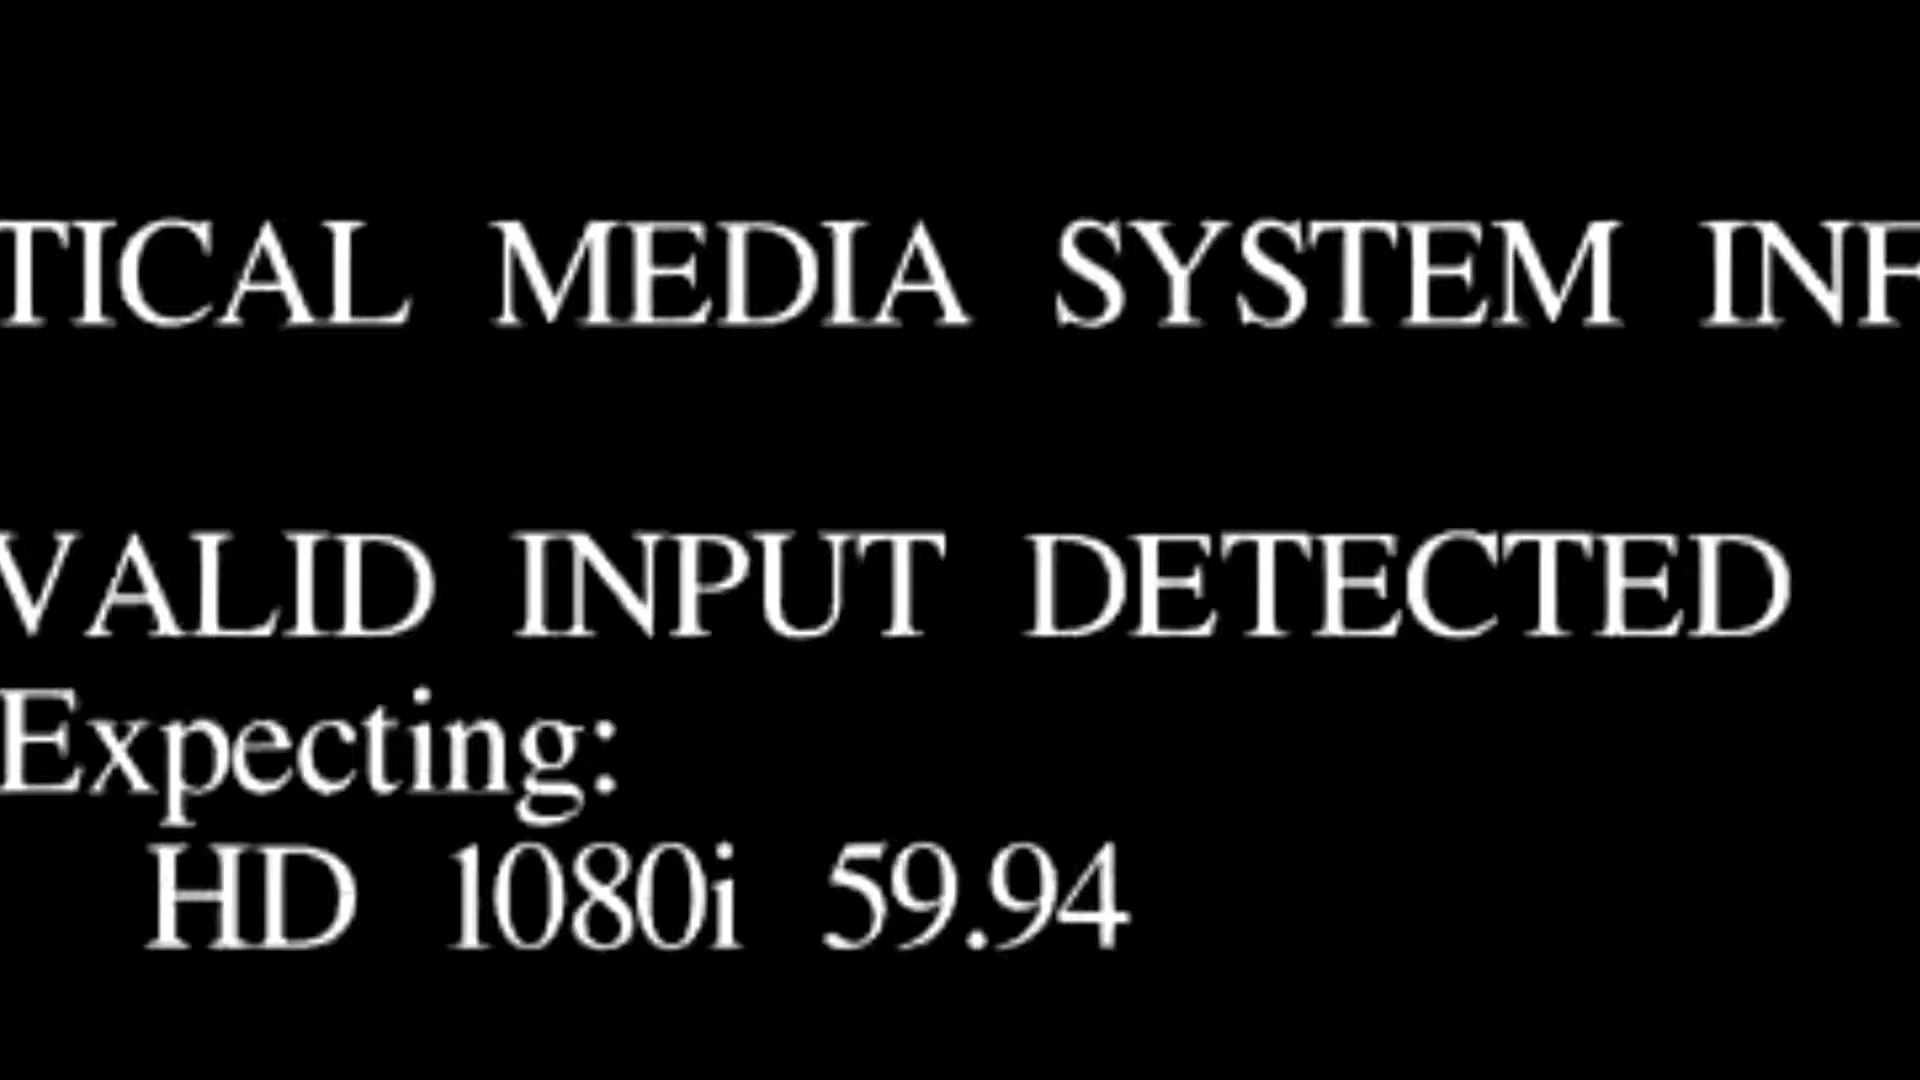 TICAL MEDIA SYSTEM INF
VALID INPUT DETECTED
Expecting:
HD 1080i 59.94